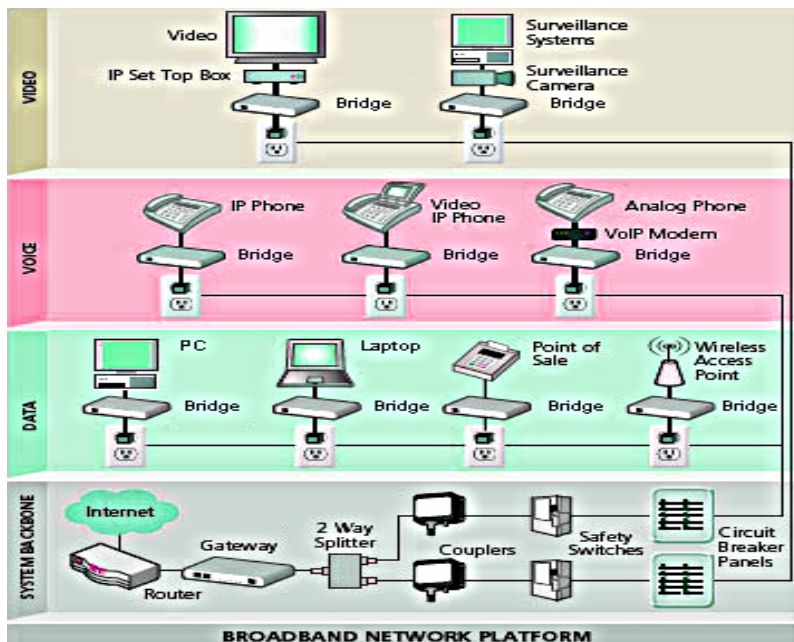 VIDEO
Video
IP Set Top Box
Bridge
Surveillance
Systems
Surveillance
Camera
Bridge
VOICE
IP Phone
Bridge
Video
IP Phone
Bridge
Analog Phone
VoIP Modem
Bridge
DATA
PC
Bridge
Laptop
Bridge
Point of
Sale
Bridge
Wireless
Access
Point
Bridge
SYSTEM BACKBONE
Internet
Router
Gateway
2 Way
Splitter
Couplers
Safety
Switches
Circuit
Breaker
Panels
BROADBAND NETWORK PLATFORM